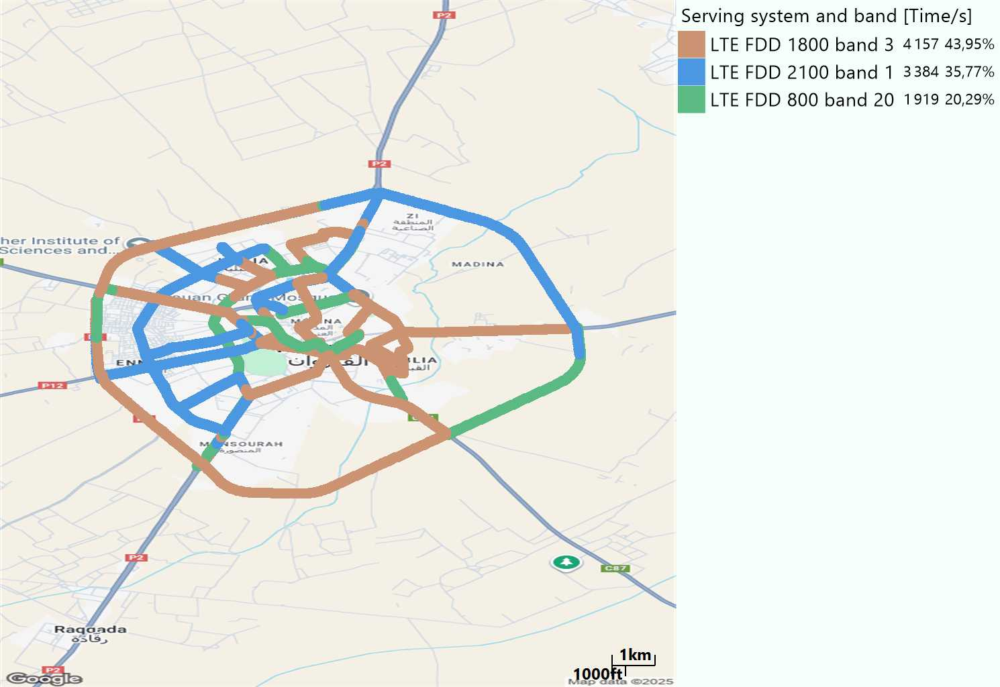 Serving system and band [Time/s]
LTE FDD 1800 band 3 4 157 43,95%
LTE FDD 2100 band 1 3 384 35,77%
LTE FDD 800 band 20 1 919 20,29%
P2
P2
ZI
المنطقة
الصناعية
her Institute of
Sciences and...
MADINA
Mosque
P12
القيروان
MANSOURAH
المنصورة
P2
C87
Raqqada
رقادة
P2
1km
1000ft
Google
Map data ©2025